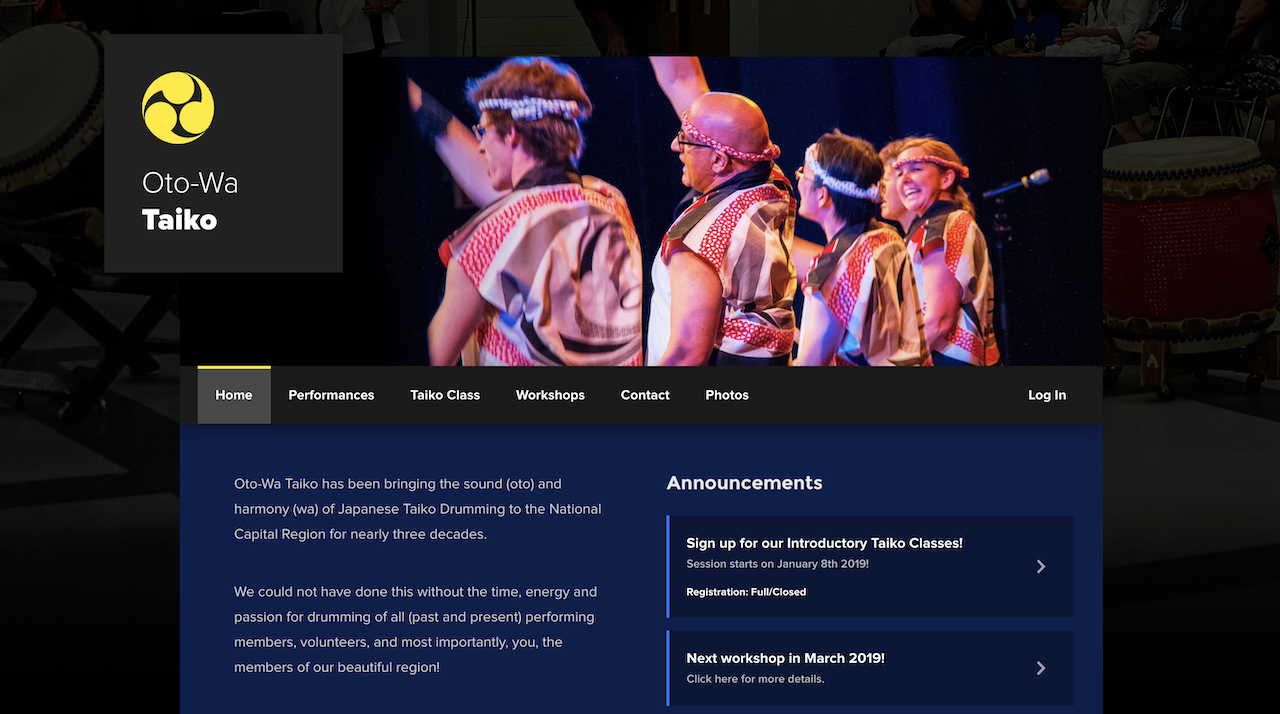 Oto-Wa
Taiko
Home
Performances
Taiko Class
Workshops
Contact
Photos
Log In
Oto-Wa Taiko has been bringing the sound (oto) and
harmony (wa) of Japanese Taiko Drumming to the National
Capital Region for nearly three decades.
We could not have done this without the time, energy and
passion for drumming of all (past and present) performing
members, volunteers, and most importantly, you, the
members of our beautiful region!
Announcements
Sign up for our Introductory Taiko Classes!
Session starts on January 8th 2019!
Registration: Full/Closed
Next workshop in March 2019!
Click here for more details.
A